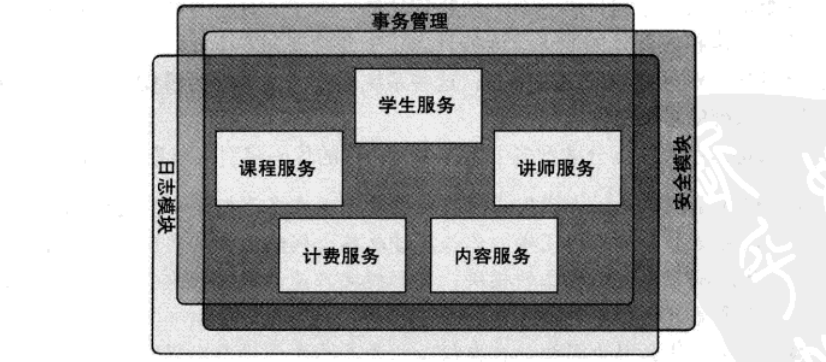 事务管理
学生服务
课程服务
讲师服务
日志模块
安全模块
计费服务
内容服务